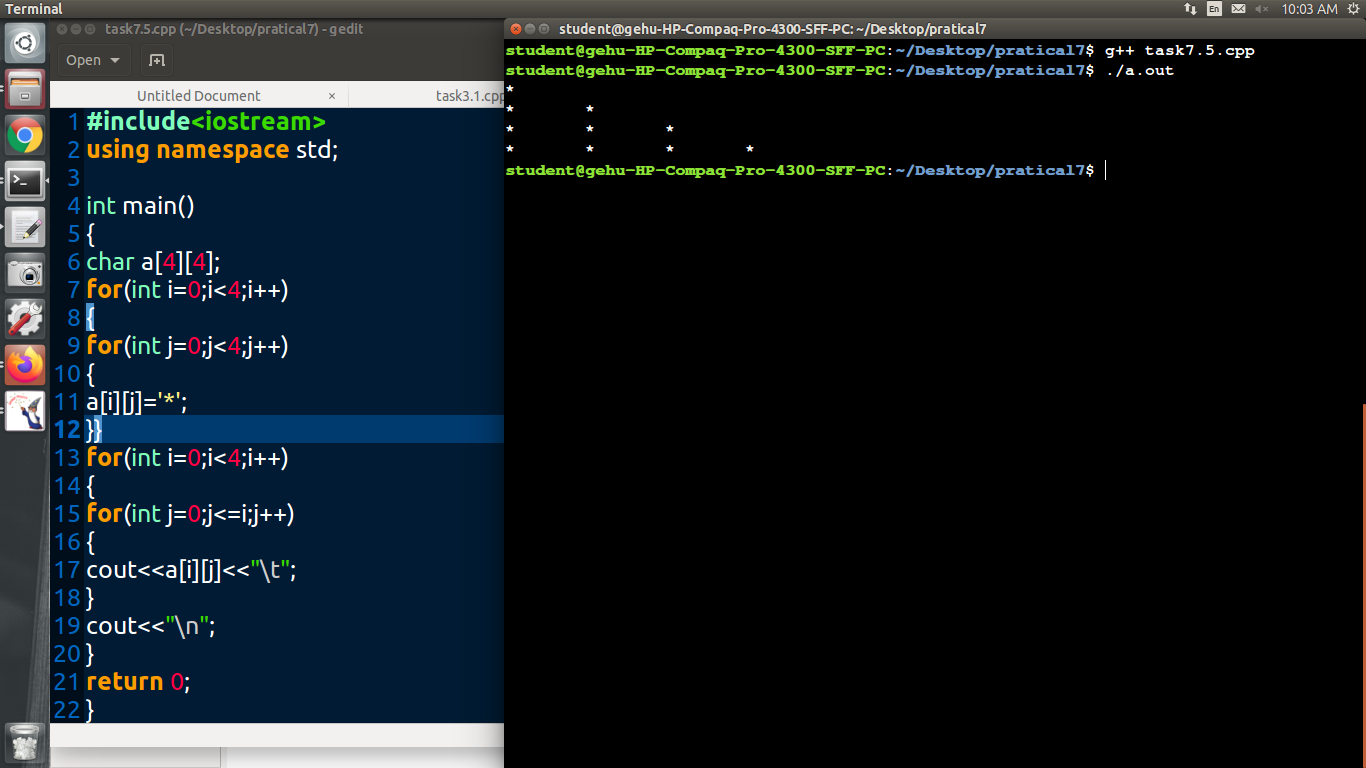 Terminal
En
10:03 AM
task7.5.cpp (~/Desktop/pratical7) - gedit
Open
Untitled Document ×
task3.1.cpp
1 #include<iostream>
2 using namespace std;
3
4 int main()
5 {
6 char a[4][4];
7 for(int i=0;i<4;i++)
8 {
9 for(int j=0;j<4;j++)
10 {
11 a[i][j]='*';
12 }}
13 for(int i=0;i<4;i++)
14 {
15 for(int j=0;j<=i;j++)
16 {
17 cout<<a[i][j]<<"\t";
18 }
19 cout<<"\n";
20 }
21 return 0;
22 }
student@gehu-HP-Compaq-Pro-4300-SFF-PC: ~/Desktop/pratical7
student@gehu-HP-Compaq-Pro-4300-SFF-PC:~/Desktop/pratical7$ g++ task7.5.cpp
student@gehu-HP-Compaq-Pro-4300-SFF-PC:~/Desktop/pratical7$ ./a.out
*
* *
* * *
* * * *
student@gehu-HP-Compaq-Pro-4300-SFF-PC:~/Desktop/pratical7$